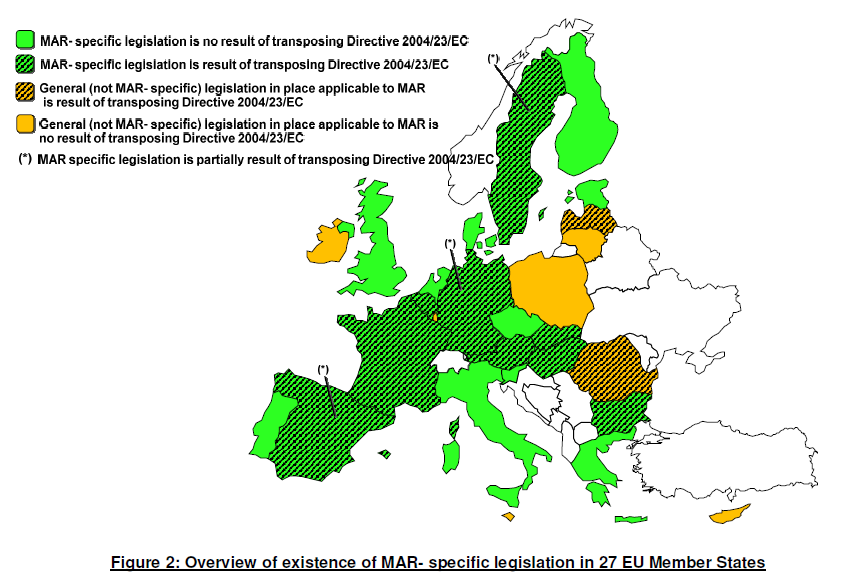 MAR- specific legislation is no result of transposing Directive 2004/23/EC
MAR- specific legislation is result of transposing Directive 2004/23/EC
General (not MAR- specific) legislation in place applicable to MAR
is result of transposing Directive 2004/23/EC
General (not MAR- specific) legislation in place applicable to MAR is
no result of transposing Directive 2004/23/EC
(*) MAR specific legislation is partially result of transposing Directive 2004/23/EC
(*)
(*)
(*)
Figure 2: Overview of existence of MAR- specific legislation in 27 EU Member States